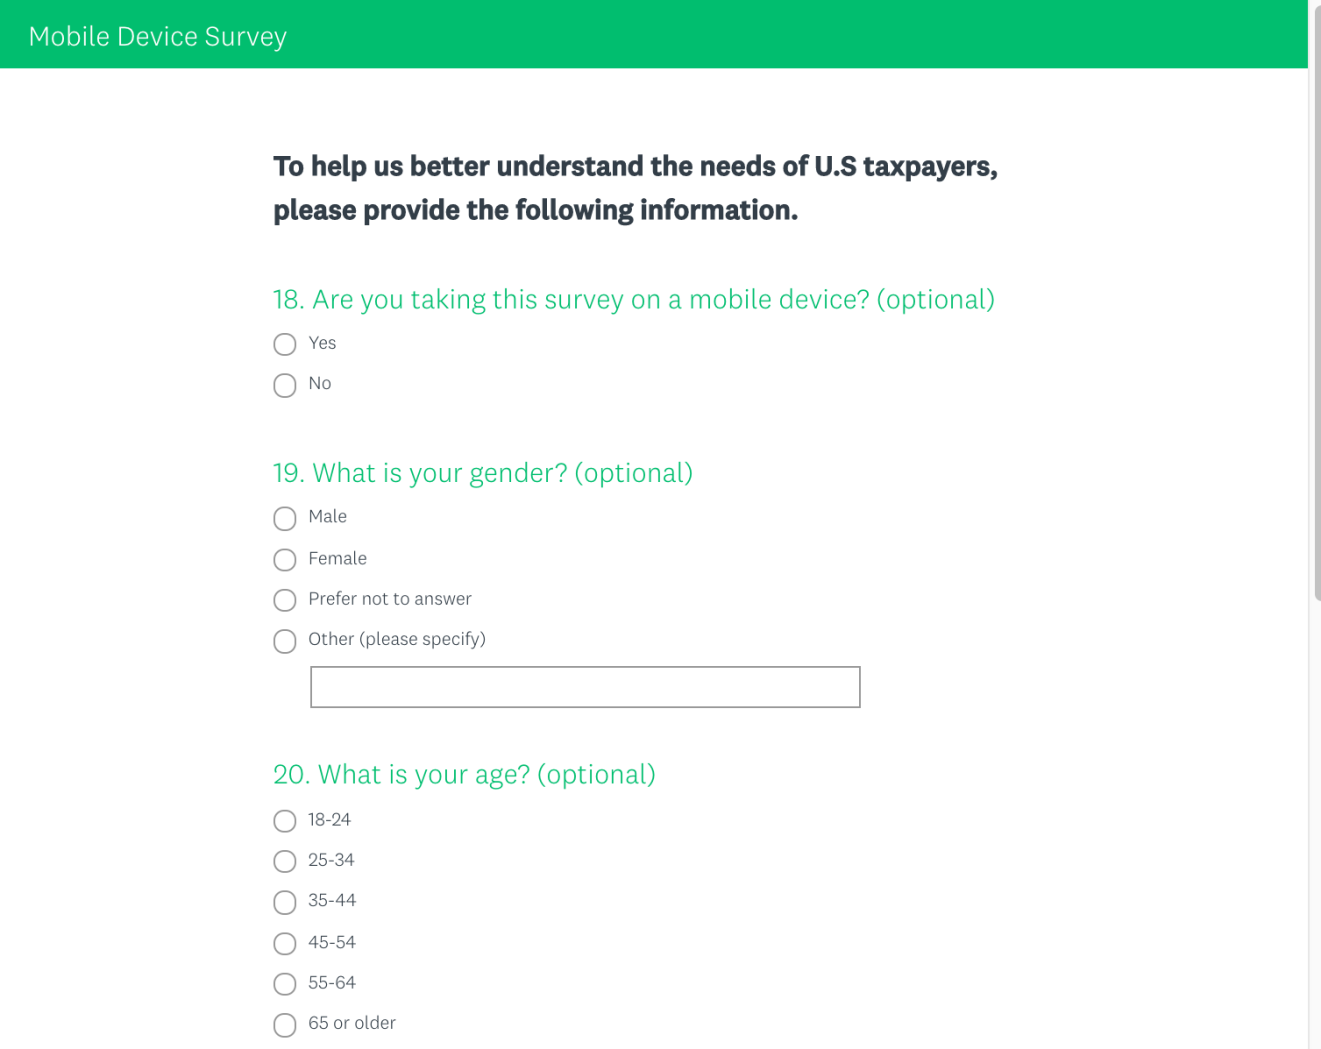 Mobile Device Survey
To help us better understand the needs of U.S taxpayers,
please provide the following information.
18. Are you taking this survey on a mobile device? (optional)
Yes
No
19. What is your gender? (optional)
Male
Female
Prefer not to answer
Other (please specify)
20. What is your age? (optional)
18-24
25-34
35-44
45-54
55-64
65 or older